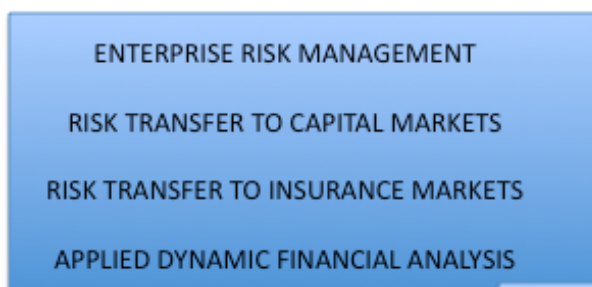 ENTERPRISE RISK MANAGEMENT
RISK TRANSFER TO CAPITAL MARKETS
RISK TRANSFER TO INSURANCE MARKETS
APPLIED DYNAMIC FINANCIAL ANALYSIS